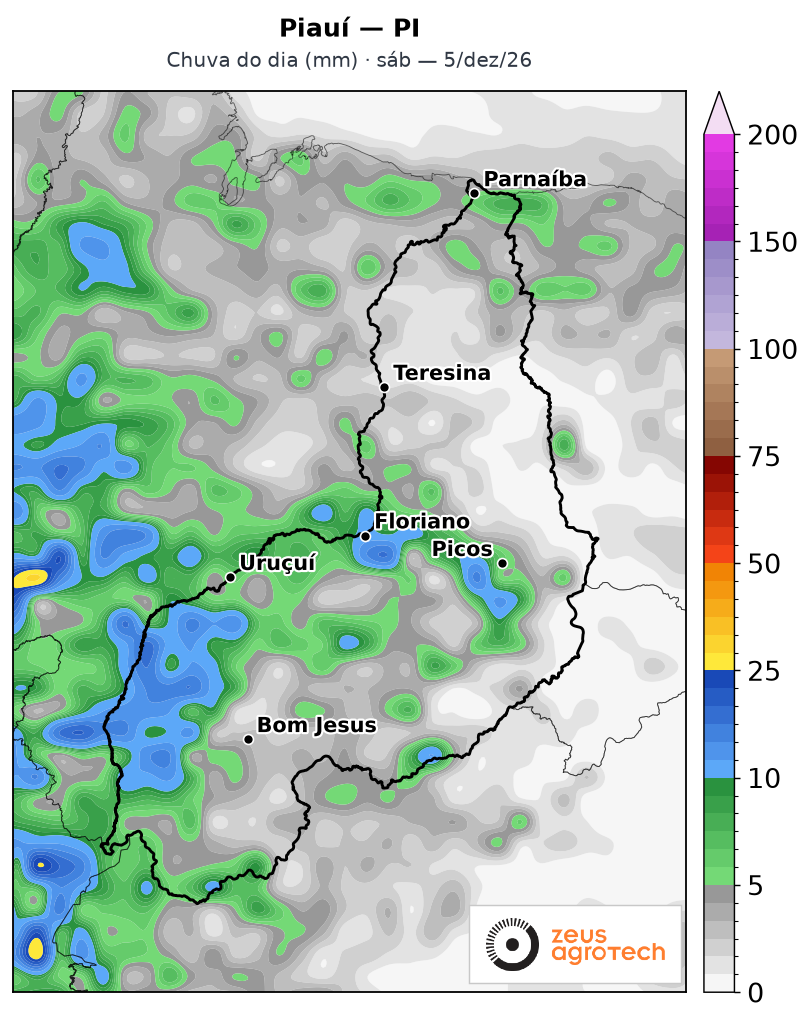 Piauí — PI
Chuva do dia (mm) · sáb — 5/dez/26
Parnaíba
Teresina
Floriano
Picos
Uruçuí
Bom Jesus
200
150
100
75
50
25
10
5
0
zeus
agrotech